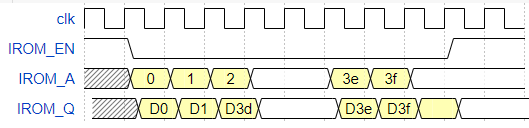 clk
IROM_EN
IROM_A 0 1 2 3e 3f
IROM_Q D0 D1 D3d D3e D3f